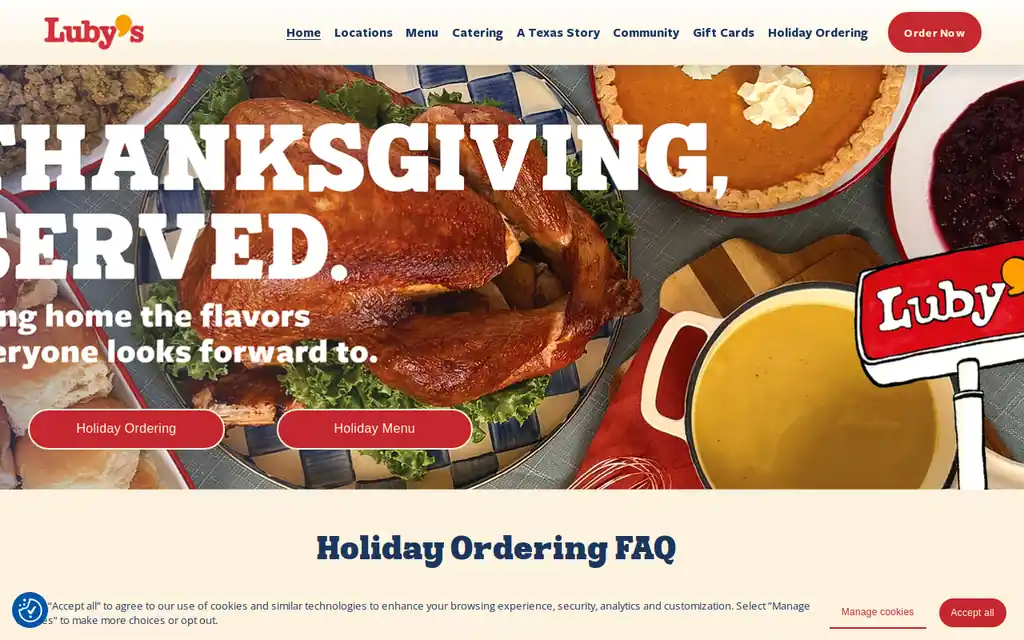 Luby's
Home Locations Menu Catering A Texas Story Community Gift Cards Holiday Ordering Order Now
THANKSGIVING,
SERVED.
home the flavors
looks forward to.
Luby's
Holiday Ordering Holiday Menu
Holiday Ordering FAQ
"Accept all" to agree to our use of cookies and similar technologies to enhance your browsing experience, security, analytics and customization. Select "Manage
to make more choices or opt out.
Manage cookies Accept all